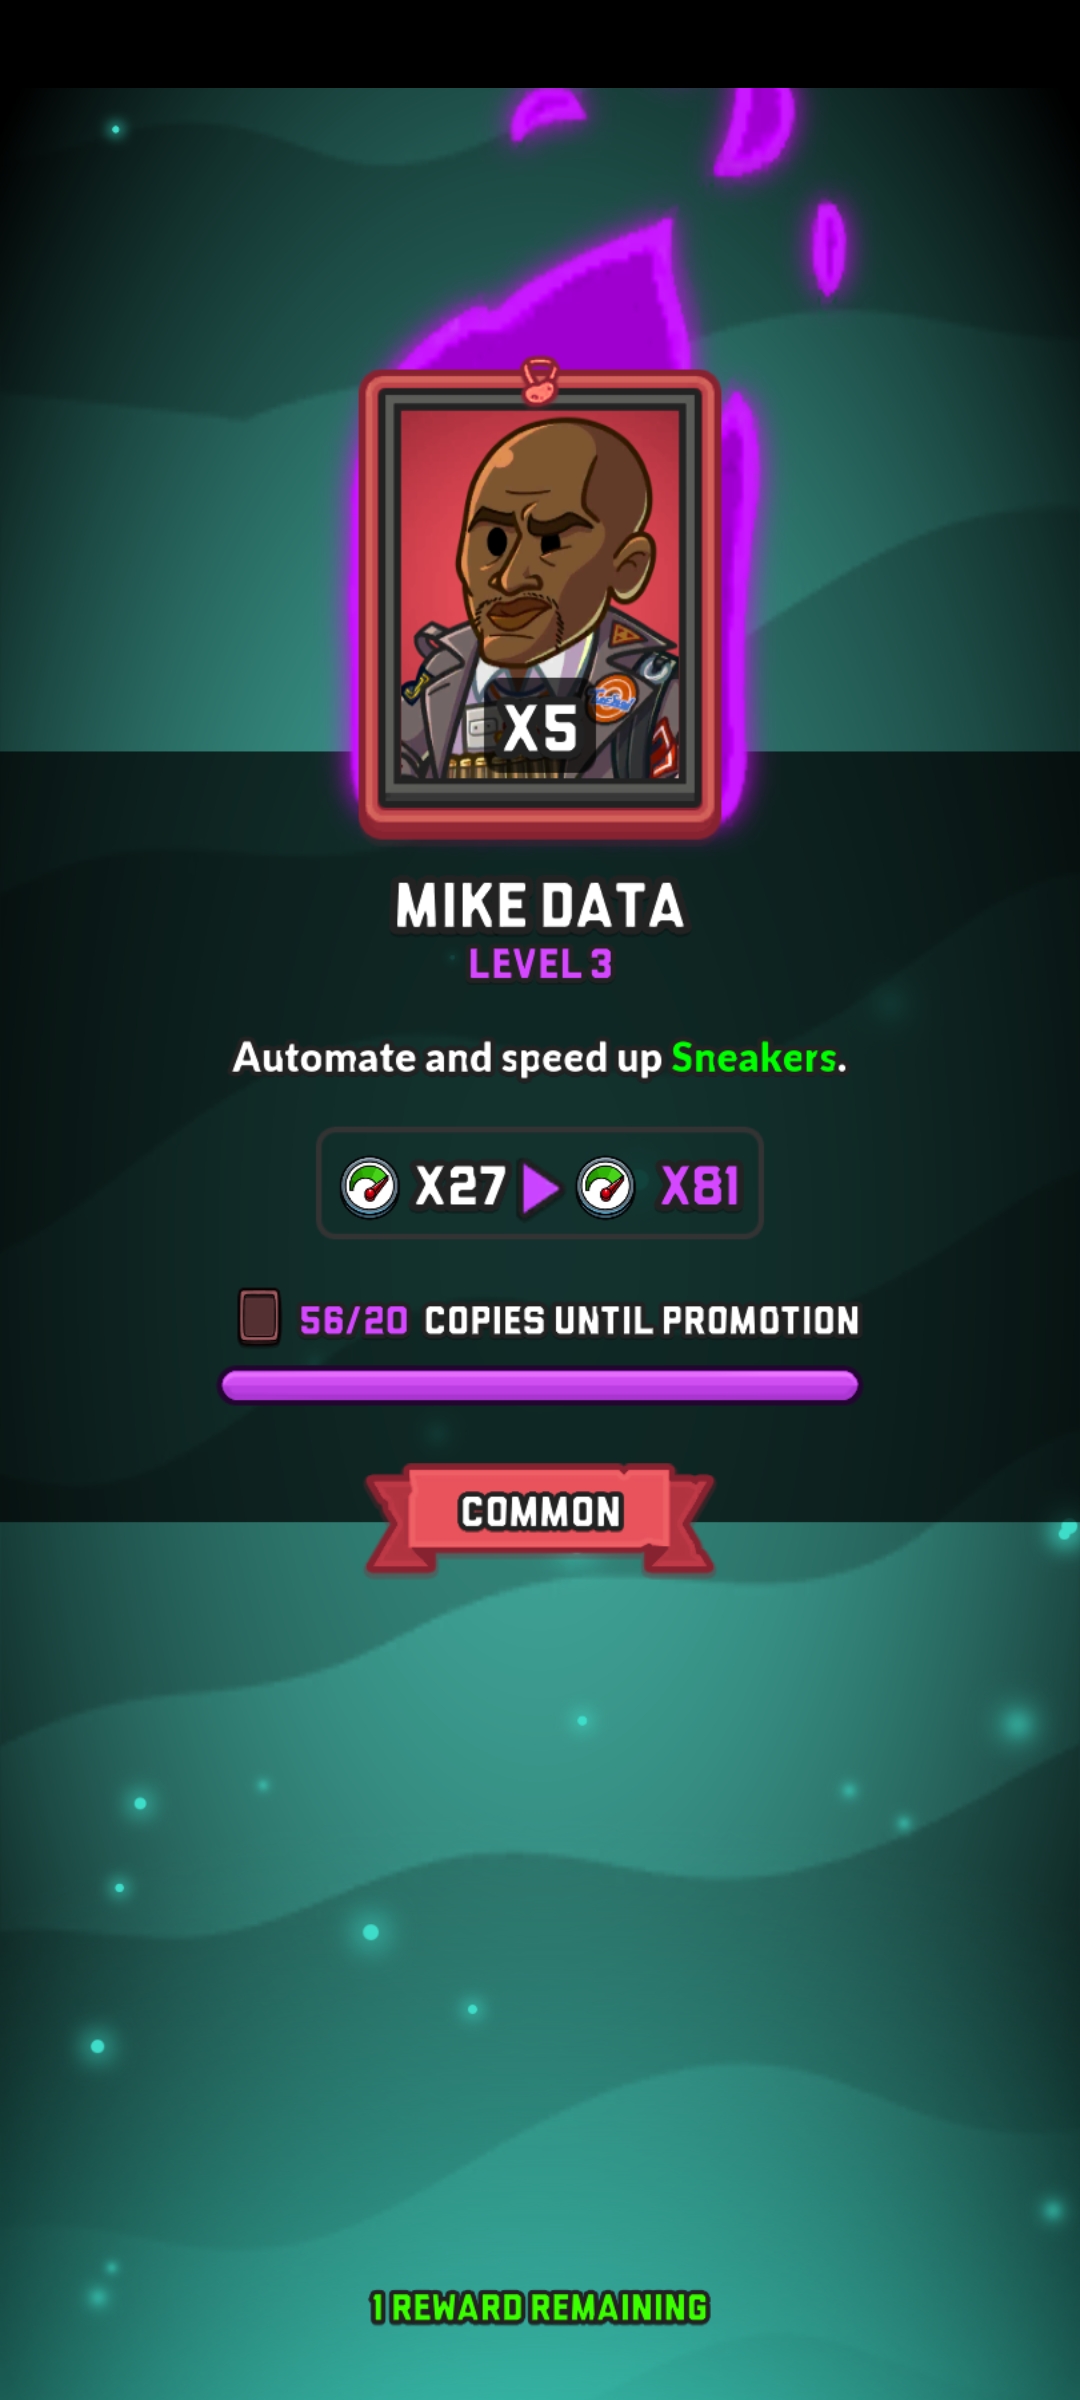 X5
MIKE DATA
LEVEL 3
Automate and speed up Sneakers.
X27 X81
56/20 COPIES UNTIL PROMOTION
COMMON
1 REWARD REMAINING